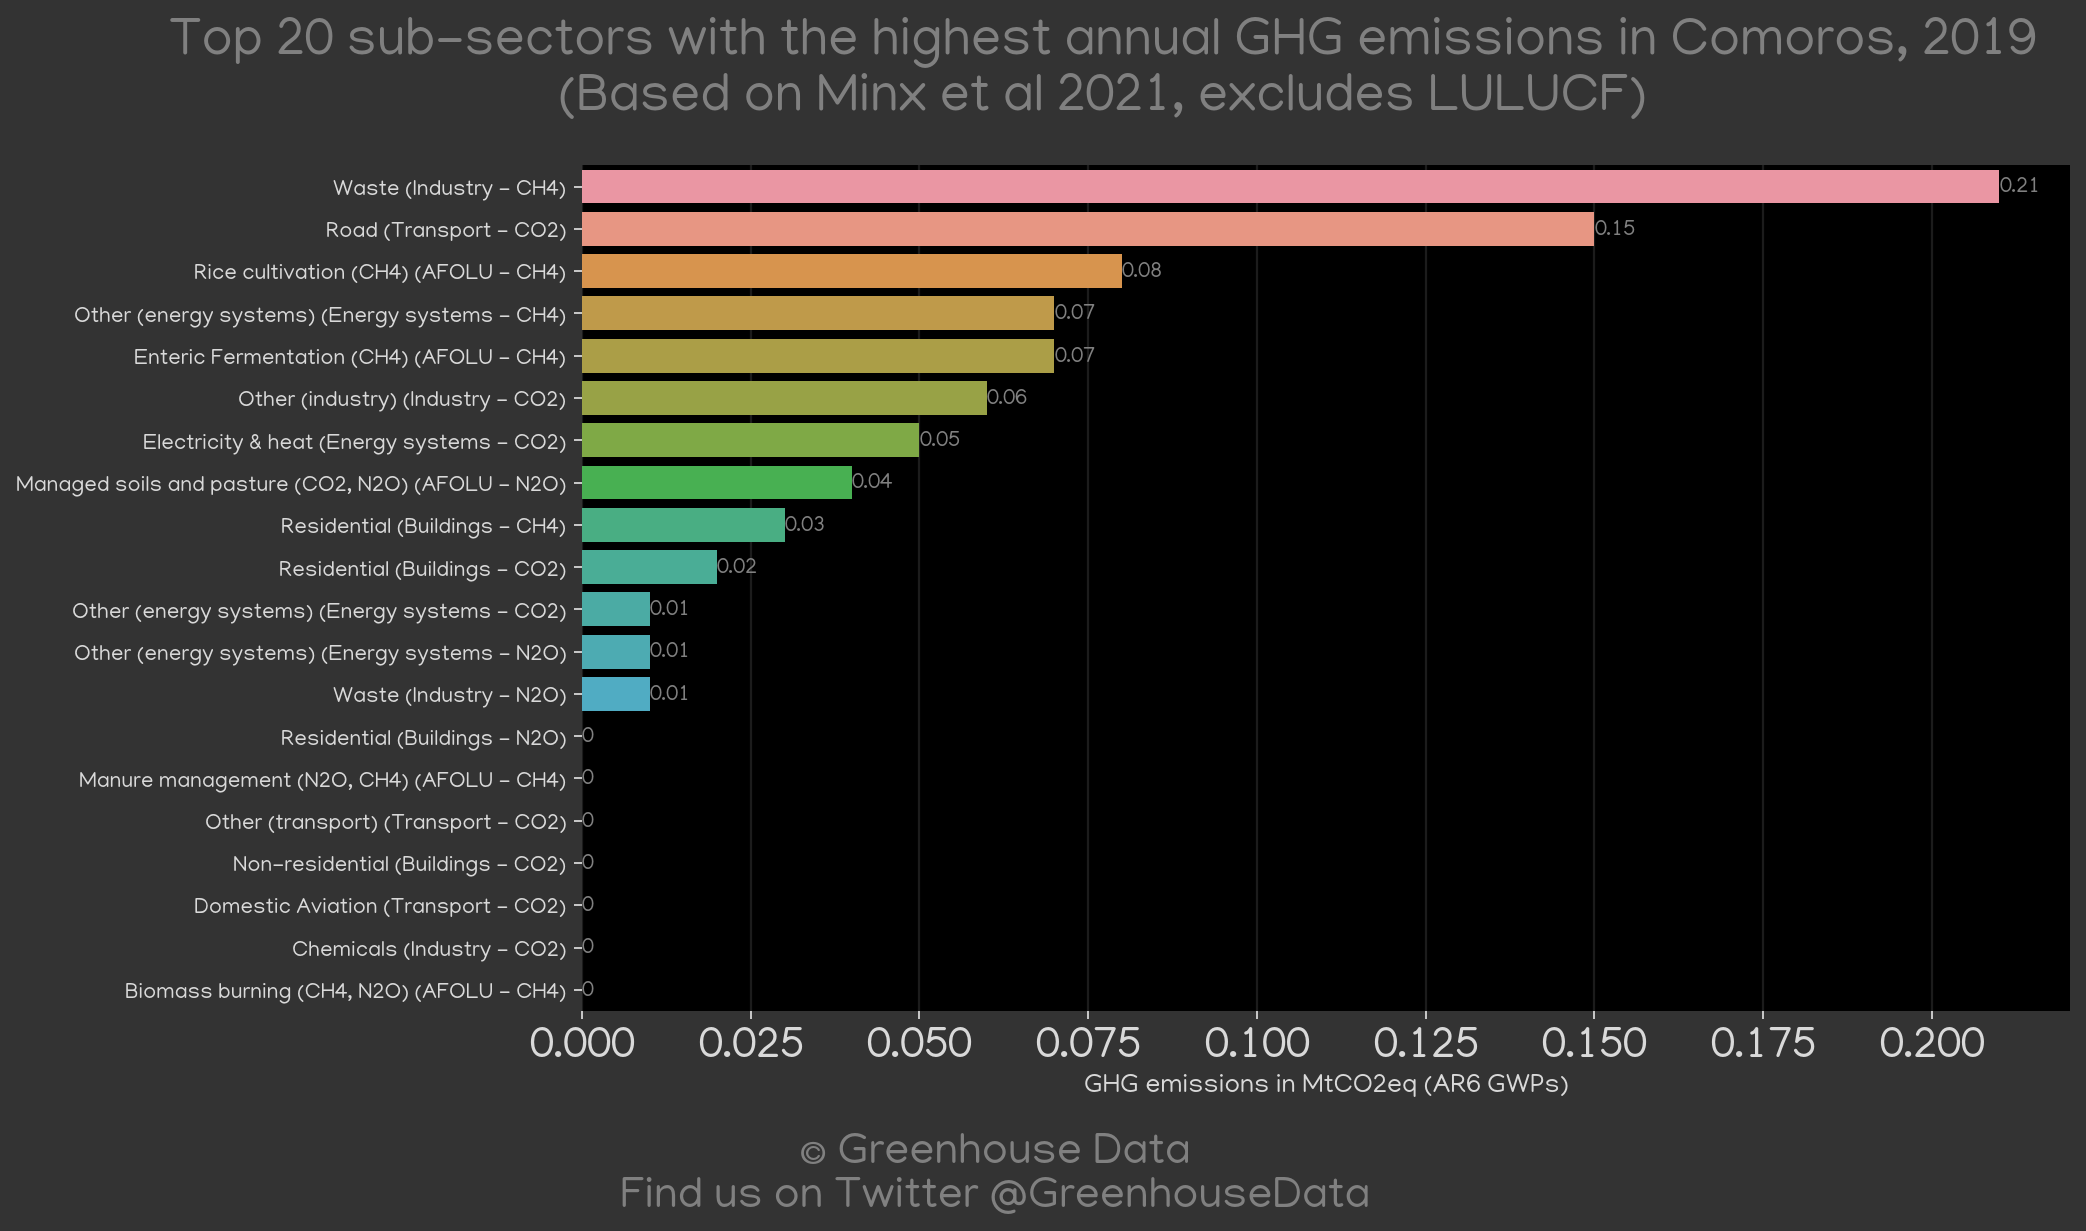 Top 20 sub-sectors with the highest annual GHG emissions in Comoros, 2019
(Based on Minx et al 2021, excludes LULUCF)
Waste (Industry - CH4) 0.21
Road (Transport - CO2) 0.15
Rice cultivation (CH4) (AFOLU - CH4) 0.08
Other (energy systems) (Energy systems - CH4) 0.07
Enteric Fermentation (CH4) (AFOLU - CH4) 0.07
Other (industry) (Industry - CO2) 0.06
Electricity & heat (Energy systems - CO2) 0.05
Managed soils and pasture (CO2, N2O) (AFOLU - N2O) 0.04
Residential (Buildings - CH4) 0.03
Residential (Buildings - CO2) 0.02
Other (energy systems) (Energy systems - CO2) 0.01
Other (energy systems) (Energy systems - N2O) 0.01
Waste (Industry - N2O) 0.01
Residential (Buildings - N2O) 0
Manure management (N2O, CH4) (AFOLU - CH4) 0
Other (transport) (Transport - CO2) 0
Non-residential (Buildings - CO2) 0
Domestic Aviation (Transport - CO2) 0
Chemicals (Industry - CO2) 0
Biomass burning (CH4, N2O) (AFOLU - CH4) 0
0.000 0.025 0.050 0.075 0.100 0.125 0.150 0.175 0.200
GHG emissions in MtCO2eq (AR6 GWPs)
© Greenhouse Data
Find us on Twitter @GreenhouseData